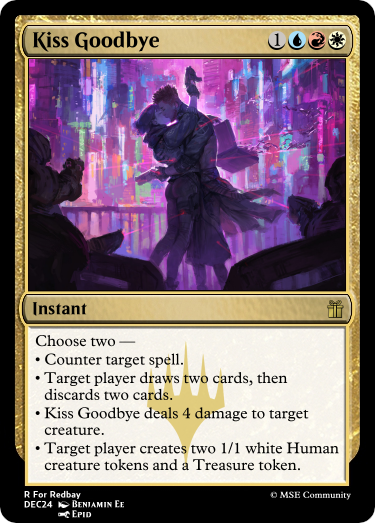 Kiss Goodbye 1
Instant
Choose two —
• Counter target spell.
• Target player draws two cards, then
discards two cards.
• Kiss Goodbye deals 4 damage to target
creature.
• Target player creates two 1/1 white Human
creature tokens and a Treasure token.
R For Redbay
DEC24 Benjamin Ee © MSE Community
Epid